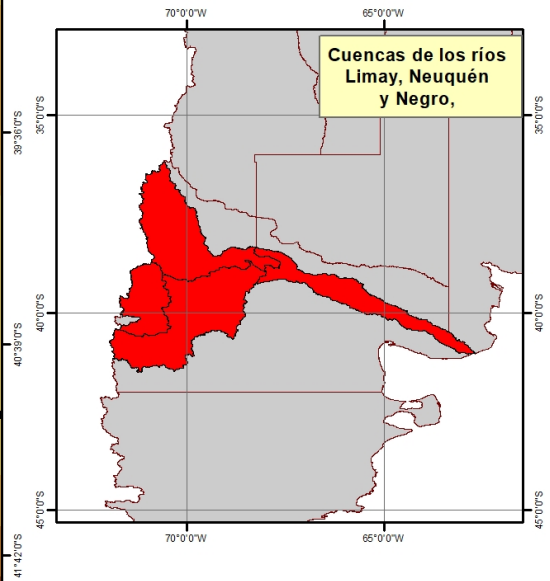 70°0'0"W 65°0'0"W
Cuencas de los ríos
Limay, Neuquén
y Negro,
35°0'0"S 35°0'0"S
39°36'0"S
40°0'0"S 40°0'0"S
40°39'0"S
45°0'0"S 45°0'0"S
70°0'0"W 65°0'0"W
41°42'0"S